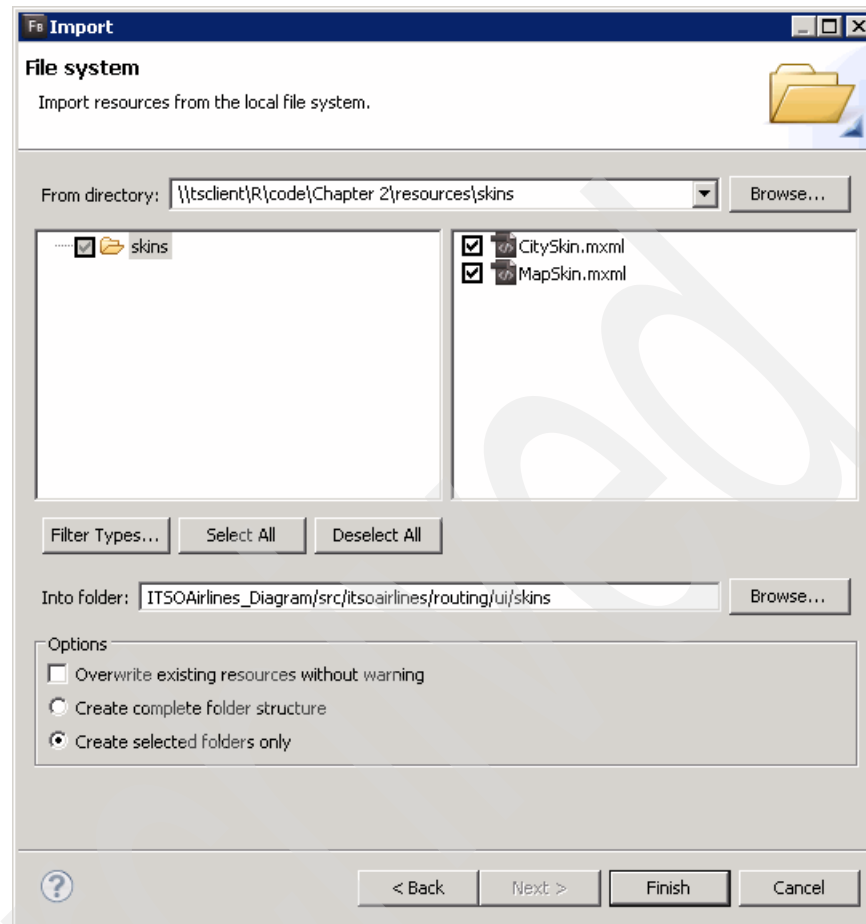 FB Import
File system
Import resources from the local file system.
From directory: \\tsclient\R\code\Chapter 2\resources\skins Browse...
skins
CitySkin.mxml
MapSkin.mxml
Filter Types... Select All Deselect All
Into folder: ITSOAirlines_Diagram/src/itsoairlines/routing/ui/skins Browse...
Options
Overwrite existing resources without warning
Create complete folder structure
Create selected folders only
? < Back Next > Finish Cancel